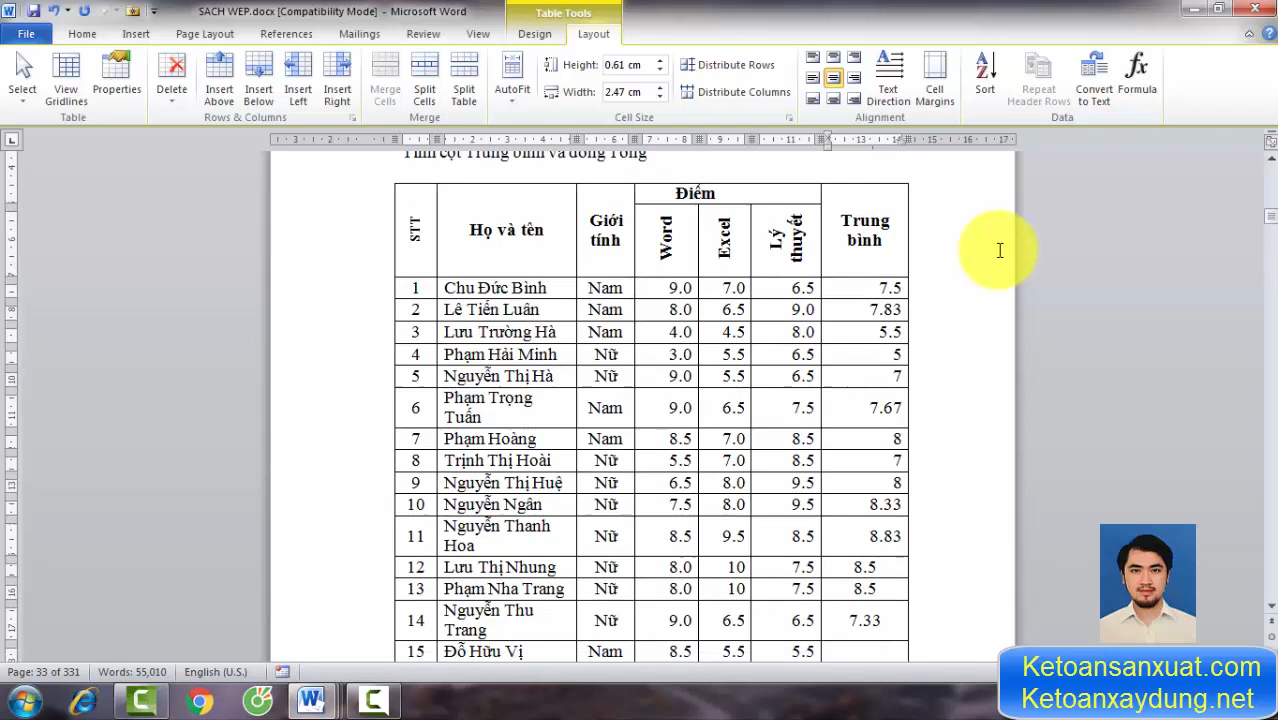 SACH WEP.docx [Compatibility Mode] - Microsoft Word
Table Tools
File Home Insert Page Layout References Mailings Review View Design Layout
Select View Gridlines Properties
Delete Insert Above Insert Below Insert Left Insert Right
Merge Cells Split Cells Split Table
AutoFit
Height: 0.61 cm
Width: 2.47 cm
Distribute Rows
Distribute Columns
Text Direction Cell Margins
Sort Repeat Header Rows Convert to Text Formula
Table Rows & Columns Merge Cell Size Alignment Data
Tính cột Trung bình và dòng Tổng
STT Họ và tên Giới tính Điểm Trung bình
Word Excel Lý thuyết
1 Chu Đức Bình Nam 9.0 7.0 6.5 7.5
2 Lê Tiến Luân Nam 8.0 6.5 9.0 7.83
3 Lưu Trường Hà Nam 4.0 4.5 8.0 5.5
4 Phạm Hải Minh Nữ 3.0 5.5 6.5 5
5 Nguyễn Thị Hà Nữ 9.0 5.5 6.5 7
6 Phạm Trọng Tuấn Nam 9.0 6.5 7.5 7.67
7 Phạm Hoàng Nam 8.5 7.0 8.5 8
8 Trịnh Thị Hoài Nữ 5.5 7.0 8.5 7
9 Nguyễn Thị Huệ Nữ 6.5 8.0 9.5 8
10 Nguyễn Ngân Nữ 7.5 8.0 9.5 8.33
11 Nguyễn Thanh Hoa Nữ 8.5 9.5 8.5 8.83
12 Lưu Thị Nhung Nữ 8.0 10 7.5 8.5
13 Phạm Nha Trang Nữ 8.0 10 7.5 8.5
14 Nguyễn Thu Trang Nữ 9.0 6.5 6.5 7.33
15 Đỗ Hữu Vị Nam 8.5 5.5 5.5
Page: 33 of 331 Words: 55,010 English (U.S.)
Ketoansanxuat.com
Ketoanxaydung.net